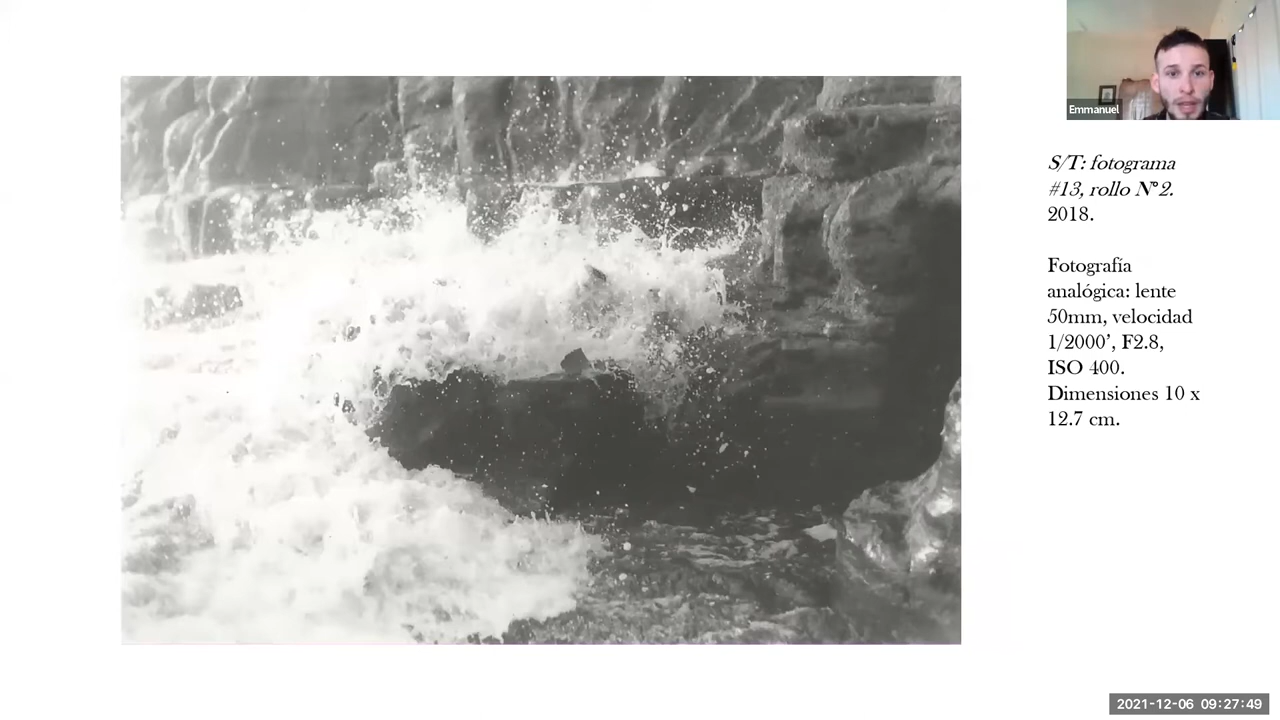 Emmanuel
S/T: fotograma
#13, rollo N°2.
2018.
Fotografía
analógica: lente
50mm, velocidad
1/2000’, F2.8,
ISO 400.
Dimensiones 10 x
12.7 cm.
2021-12-06 09:27:49